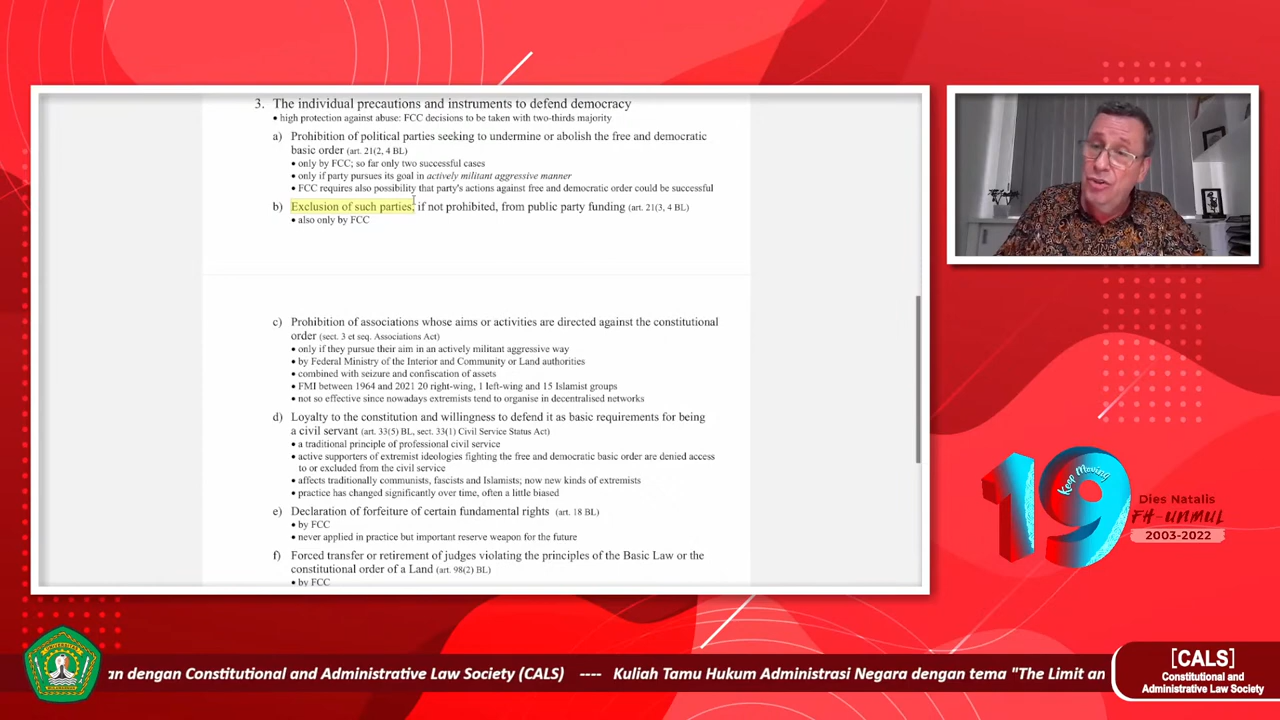 3. The individual precautions and instruments to defend democracy
• high protection against abuse: FCC decisions to be taken with two-thirds majority
a) Prohibition of political parties seeking to undermine or abolish the free and democratic
basic order (art. 21(2, 4 BL)
• only by FCC; so far only two successful cases
• only if party pursues its goal in actively militant aggressive manner
• FCC requires also possibility that party's actions against free and democratic order could be successful
b) Exclusion of such parties, if not prohibited, from public party funding (art. 21(3, 4 BL)
• also only by FCC
c) Prohibition of associations whose aims or activities are directed against the constitutional
order (sect. 3 et seq. Associations Act)
• only if they pursue their aim in an actively militant aggressive way
• by Federal Ministry of the Interior and Community or Land authorities
• combined with seizure and confiscation of assets
• FMI between 1964 and 2021 20 right-wing, 1 left-wing and 15 Islamist groups
• not so effective since nowadays extremists tend to organise in decentralised networks
d) Loyalty to the constitution and willingness to defend it as basic requirements for being
a civil servant (art. 33(5) BL, sect. 33(1) Civil Service Status Act)
• a traditional principle of professional civil service
• active supporters of extremist ideologies fighting the free and democratic basic order are denied access
to or excluded from the civil service
• affects traditionally communists, fascists and Islamists; now new kinds of extremists
• practice has changed significantly over time, often a little biased
e) Declaration of forfeiture of certain fundamental rights (art. 18 BL)
• by FCC
• never applied in practice but important reserve weapon for the future
f) Forced transfer or retirement of judges violating the principles of the Basic Law or the
constitutional order of a Land (art. 98(2) BL)
• by FCC
19
Keep Moving
Dies Natalis
FH-UNMUL
2003-2022
an dengan Constitutional and Administrative Law Society (CALS) ---- Kuliah Tamu Hukum Administrasi Negara dengan tema "The Limit an
[CALS]
Constitutional and
Administrative Law Society